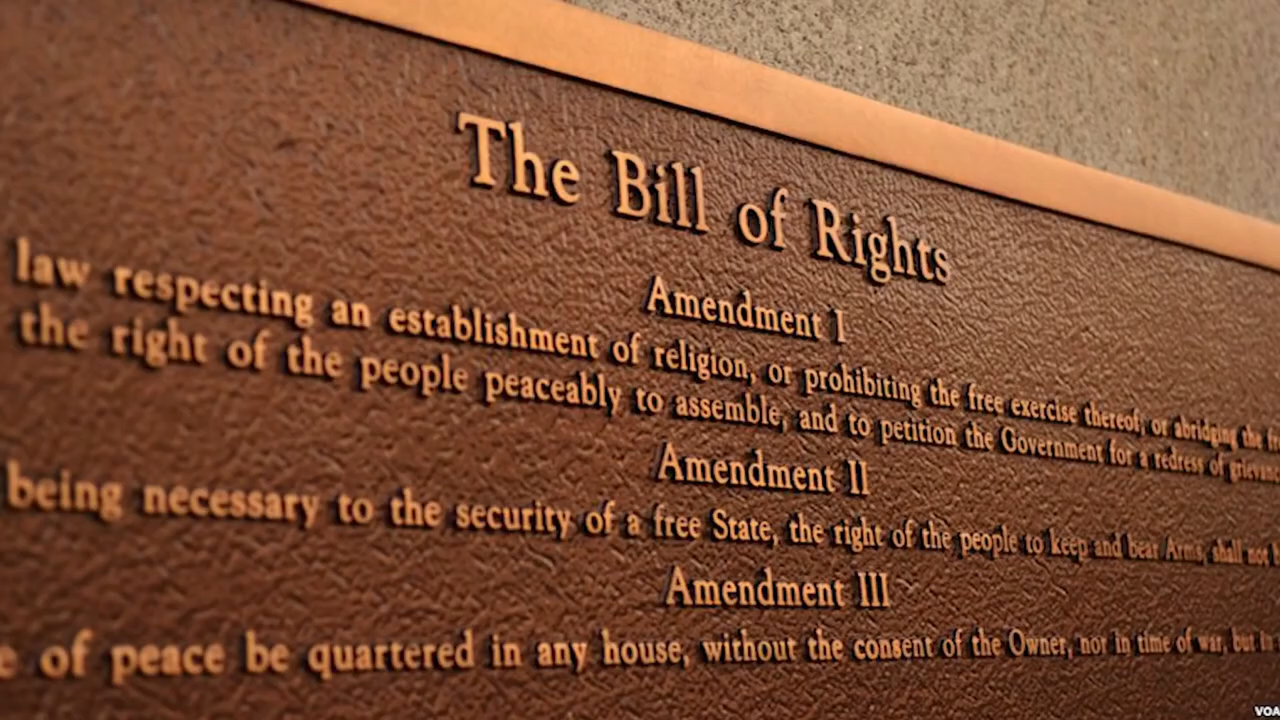 The Bill of Rights
Amendment I
law respecting an establishment of religion, or prohibiting the free exercise thereof, or abridging the
the right of the people peaceably to assemble, and to petition the Government for a redress of
Amendment II
being necessary to the security of a free State, the right of the people to keep and bear Arms, shall not
Amendment III
of peace be quartered in any house, without the consent of the Owner, nor in time of war, but in
VOA